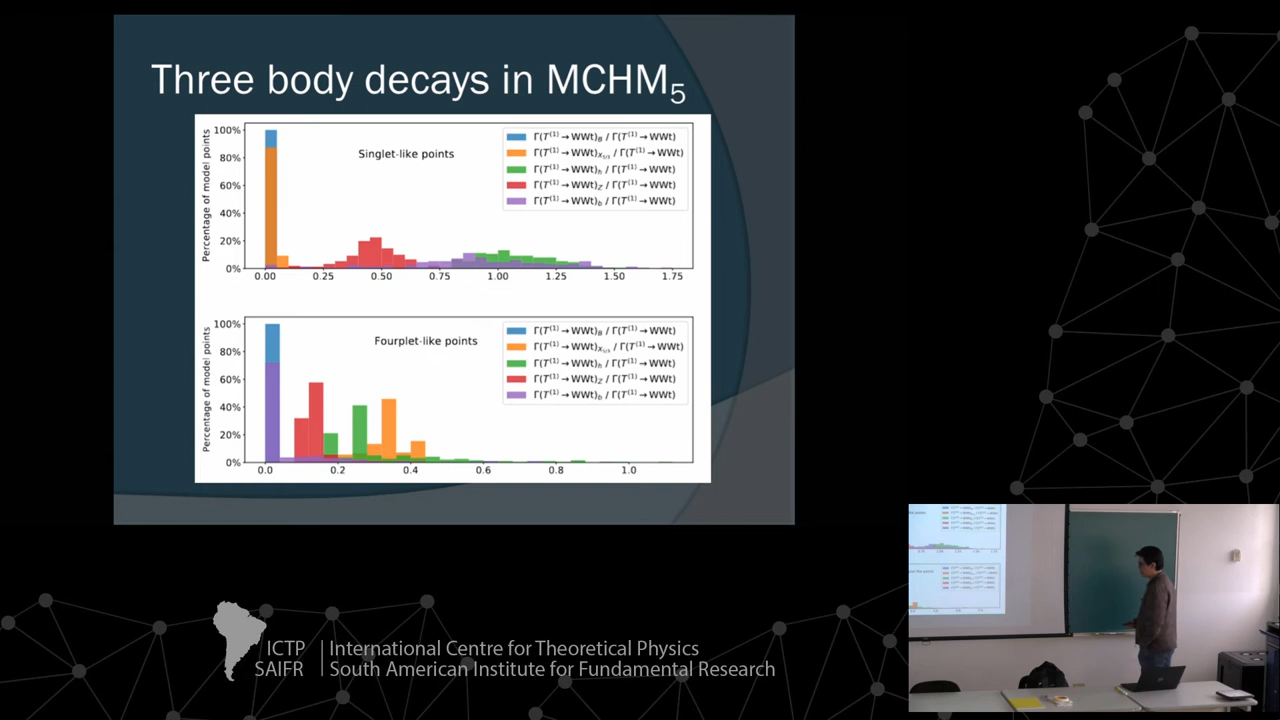 Three body decays in MCHM₅
Percentage of model points
100%
80%
60%
40%
20%
0%
Singlet-like points
Γ(T⁽¹⁾→WWt)_B / Γ(T⁽¹⁾→WWt)
Γ(T⁽¹⁾→WWt)_X₅/₃ / Γ(T⁽¹⁾→WWt)
Γ(T⁽¹⁾→WWt)_h / Γ(T⁽¹⁾→WWt)
Γ(T⁽¹⁾→WWt)_Z / Γ(T⁽¹⁾→WWt)
Γ(T⁽¹⁾→WWt)_b / Γ(T⁽¹⁾→WWt)
0.00 0.25 0.50 0.75 1.00 1.25 1.50 1.75
Percentage of model points
100%
80%
60%
40%
20%
0%
Fourplet-like points
Γ(T⁽¹⁾→WWt)_B / Γ(T⁽¹⁾→WWt)
Γ(T⁽¹⁾→WWt)_X₅/₃ / Γ(T⁽¹⁾→WWt)
Γ(T⁽¹⁾→WWt)_h / Γ(T⁽¹⁾→WWt)
Γ(T⁽¹⁾→WWt)_Z / Γ(T⁽¹⁾→WWt)
Γ(T⁽¹⁾→WWt)_b / Γ(T⁽¹⁾→WWt)
0.0 0.2 0.4 0.6 0.8 1.0
ICTP International Centre for Theoretical Physics
SAIFR South American Institute for Fundamental Research